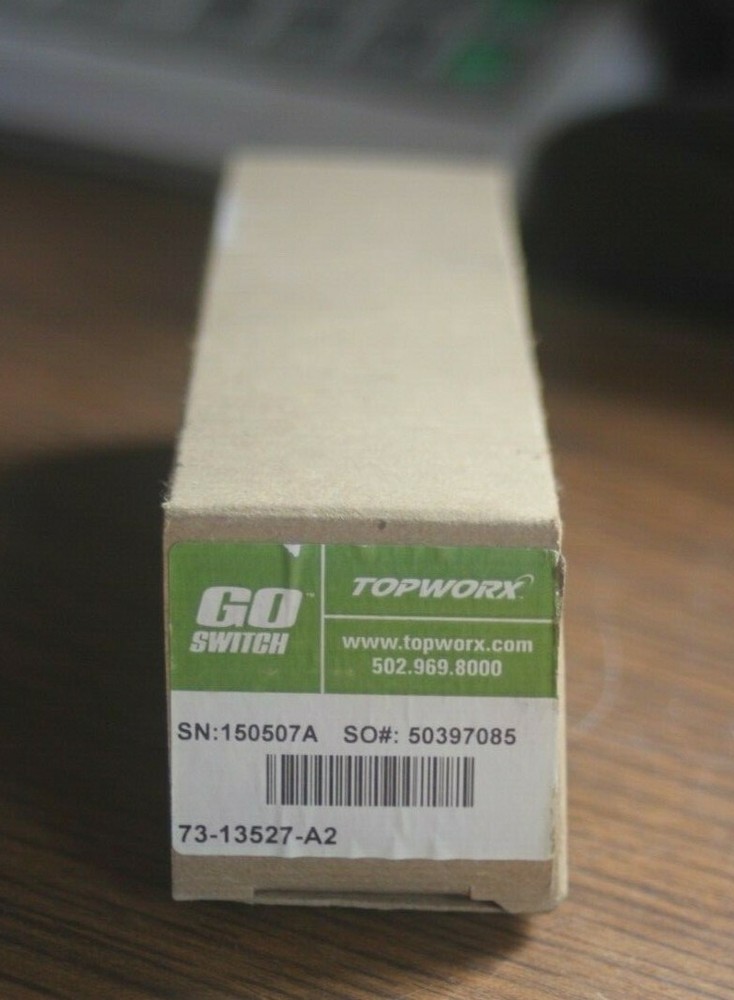 GO
SWITCH
TOPWORX
www.topworx.com
502.969.8000
SN:150507A SO#: 50397085
73-13527-A2